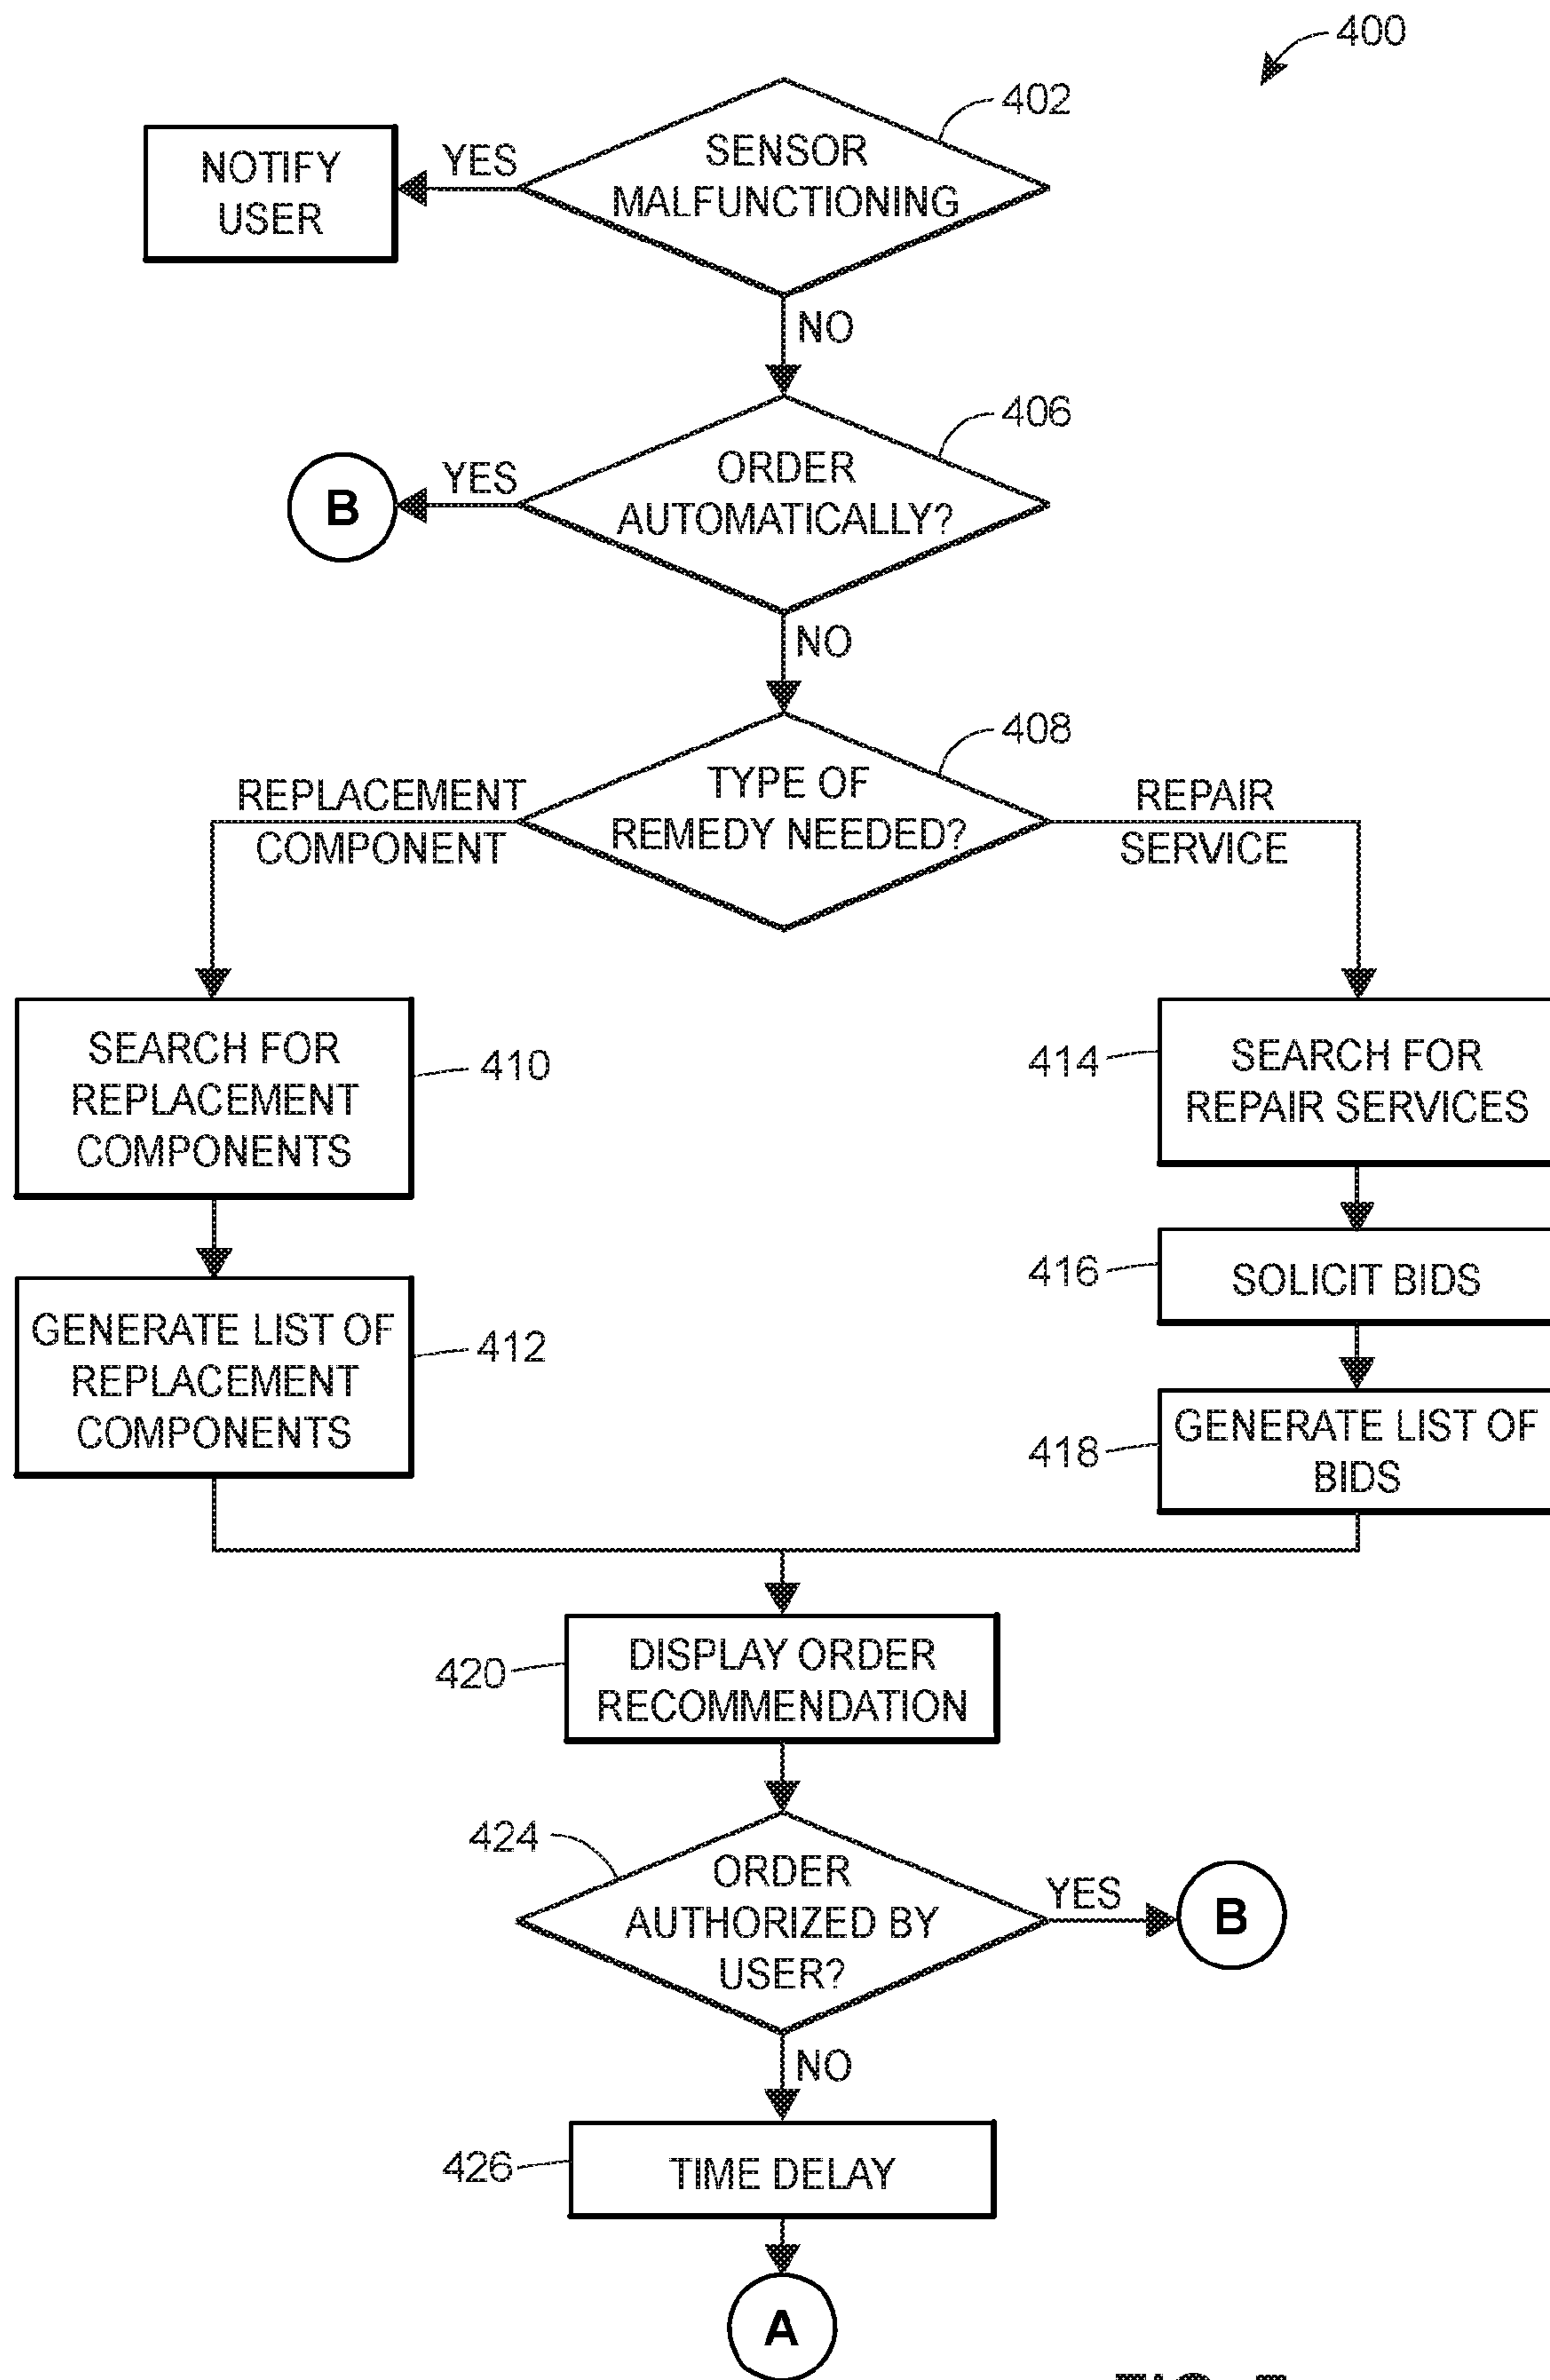 400
402
SENSOR
MALFUNCTIONING
YES
NOTIFY
USER
NO
406
ORDER
AUTOMATICALLY?
YES
B
NO
408
TYPE OF
REMEDY NEEDED?
REPLACEMENT
COMPONENT
REPAIR
SERVICE
SEARCH FOR
REPLACEMENT
COMPONENTS
410
414
SEARCH FOR
REPAIR SERVICES
416
SOLICIT BIDS
GENERATE LIST OF
REPLACEMENT
COMPONENTS
412
418
GENERATE LIST OF
BIDS
420
DISPLAY ORDER
RECOMMENDATION
424
ORDER
AUTHORIZED BY
USER?
YES
B
NO
426
TIME DELAY
A